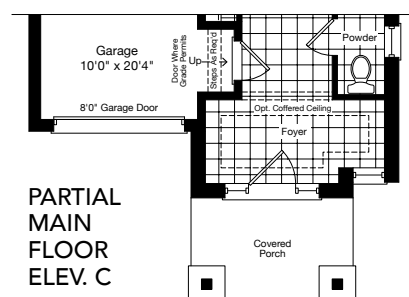 Garage
10'0" x 20'4"
8'0" Garage Door
Door Where
Grade Permits
Steps As Req'd
Up
Powder
Opt. Coffered Ceiling
Foyer
Covered
Porch
PARTIAL
MAIN
FLOOR
ELEV. C